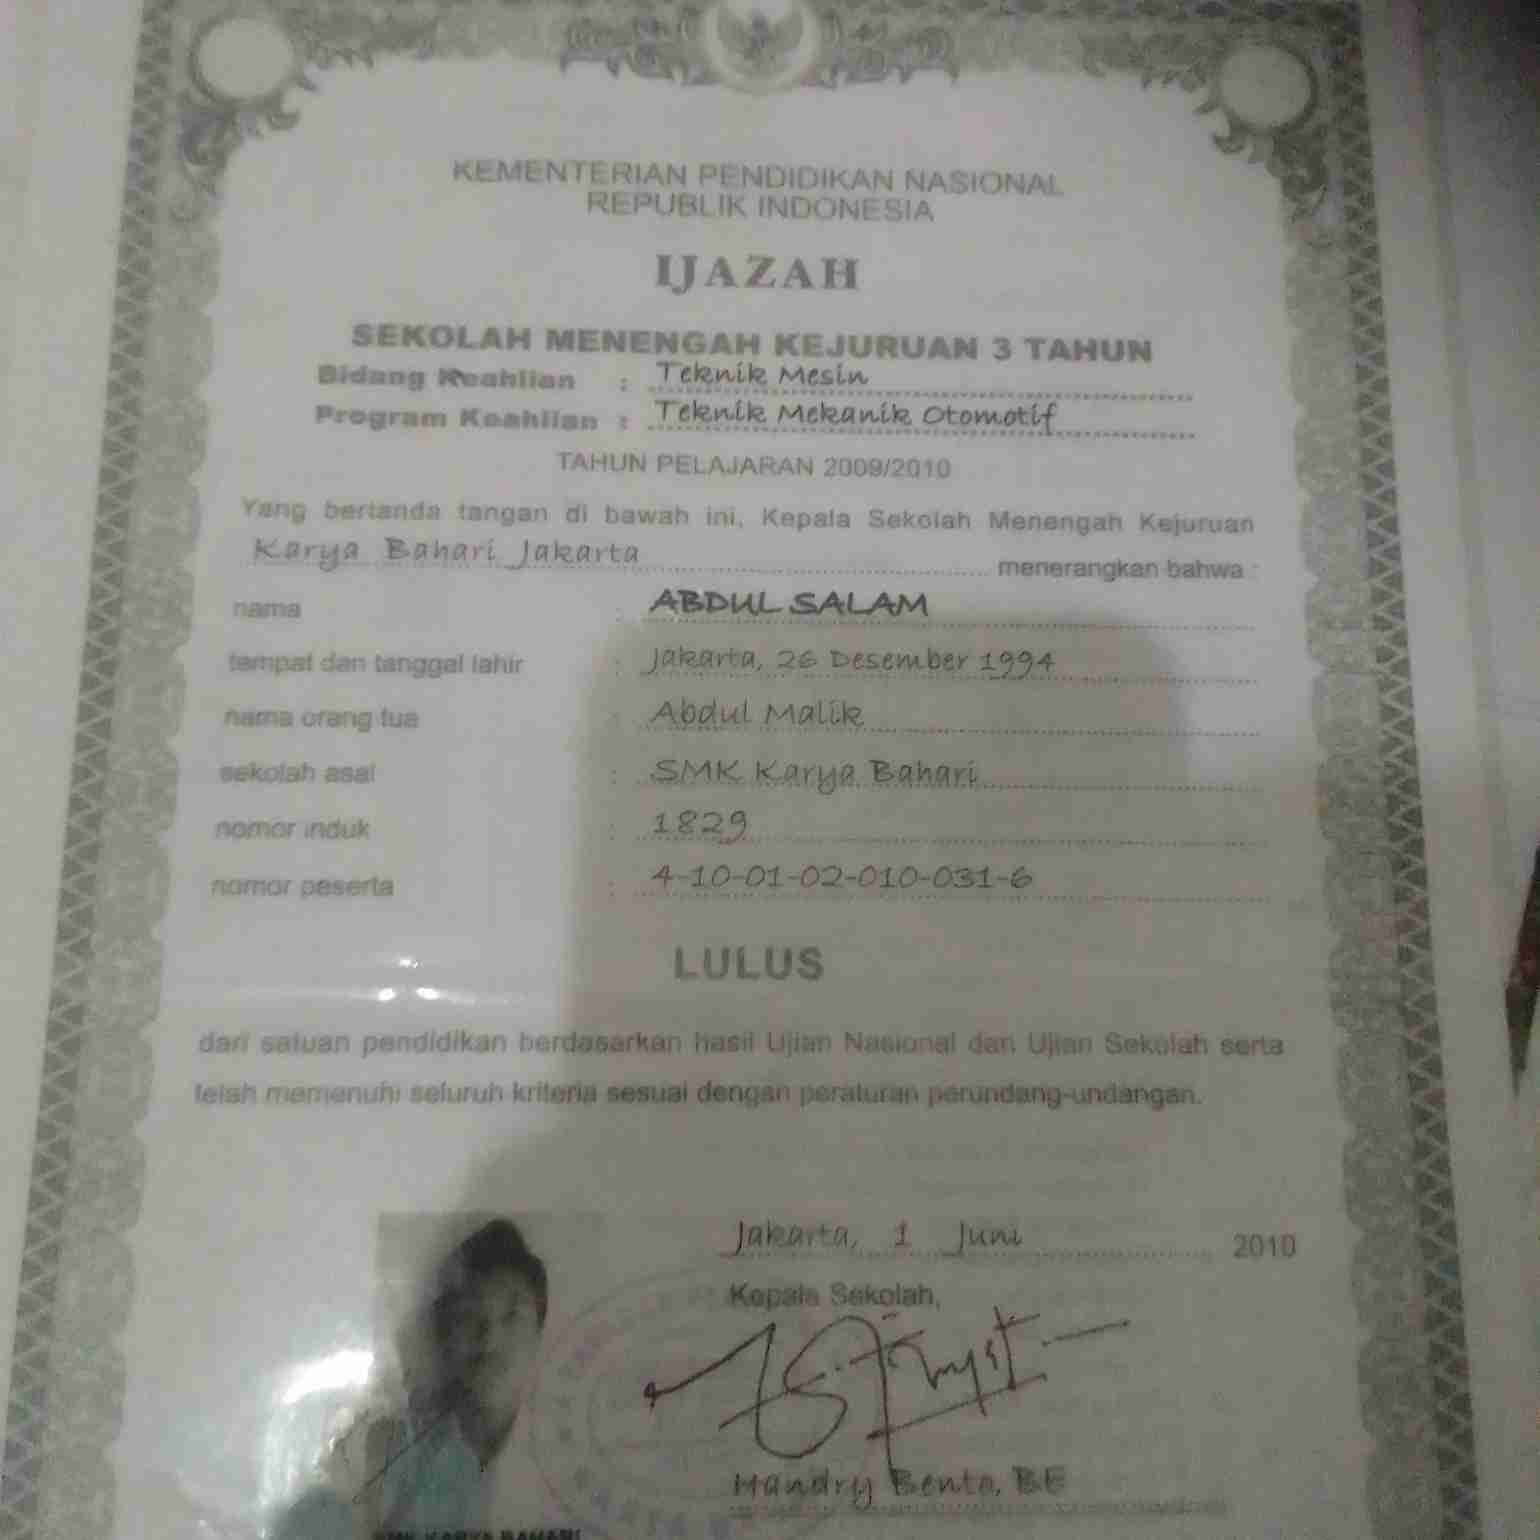 KEMENTERIAN PENDIDIKAN NASIONAL
REPUBLIK INDONESIA
IJAZAH
SEKOLAH MENENGAH KEJURUAN 3 TAHUN
Bidang Keahlian : Teknik Mesin
Program Keahlian : Teknik Mekanik Otomotif
TAHUN PELAJARAN 2009/2010
Yang bertanda tangan di bawah ini, Kepala Sekolah Menengah Kejuruan
Karya Bahari Jakarta menerangkan bahwa :
nama : ABDUL SALAM
tempat dan tanggal lahir : Jakarta, 26 Desember 1994
nama orang tua : Abdul Malik
sekolah asal : SMK Karya Bahari
nomor induk : 1829
nomor peserta : 4-10-01-02-010-031-6
LULUS
dari satuan pendidikan berdasarkan hasil Ujian Nasional dan Ujian Sekolah serta
telah memenuhi seluruh kriteria sesuai dengan peraturan perundang-undangan.
Jakarta, 1 Juni 2010
Kepala Sekolah,
Handry Bento, BE
SMK KARYA BAHARI